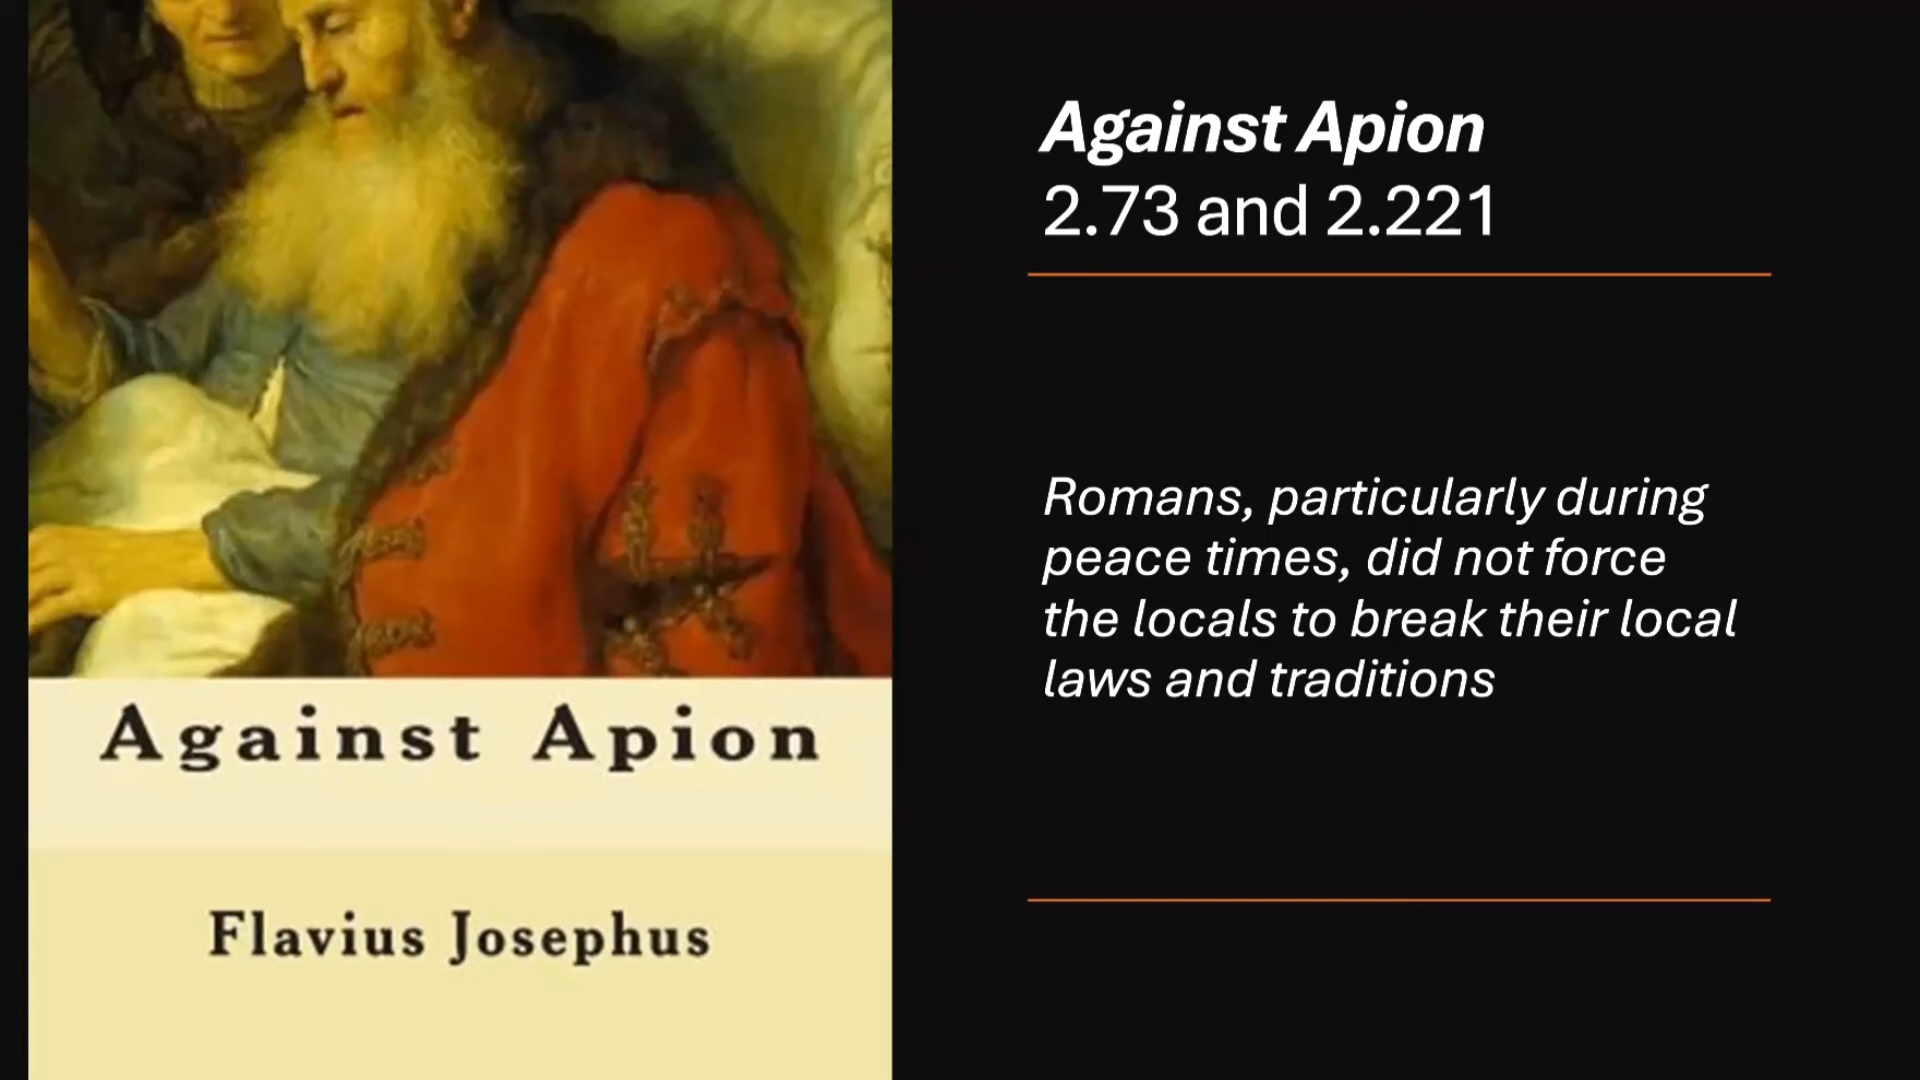 Against Apion
2.73 and 2.221
Romans, particularly during
peace times, did not force
the locals to break their local
laws and traditions
Against Apion
Flavius Josephus